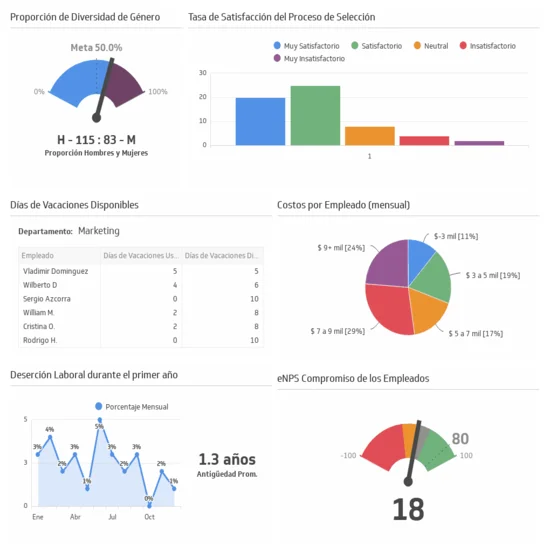 Proporción de Diversidad de Género
Meta 50.0%
0%
100%
H - 115 : 83 - M
Proporción Hombres y Mujeres
Tasa de Satisfacción del Proceso de Selección
Muy Satisfactorio
Satisfactorio
Neutral
Insatisfactorio
Muy Insatisfactorio
30
20
10
0
1
Días de Vacaciones Disponibles
Departamento: Marketing
Empleado Días de Vacaciones Us... Días de Vacaciones Di...
Vladimir Dominguez 5 5
Wilberto D 4 6
Sergio Azcorra 0 10
William M. 2 8
Cristina O. 2 8
Rodrigo H. 0 10
Costos por Empleado (mensual)
$-3 mil [11%]
$ 9+ mil [24%]
$ 3 a 5 mil [19%]
$ 7 a 9 mil [29%]
$ 5 a 7 mil [17%]
Deserción Laboral durante el primer año
Porcentaje Mensual
5
3
0
3%
4%
2%
3%
1%
5%
3%
2%
3%
0%
2%
1%
Ene
Abr
Jul
Oct
1.3 años
Antigüedad Prom.
eNPS Compromiso de los Empleados
-100
80
100
18